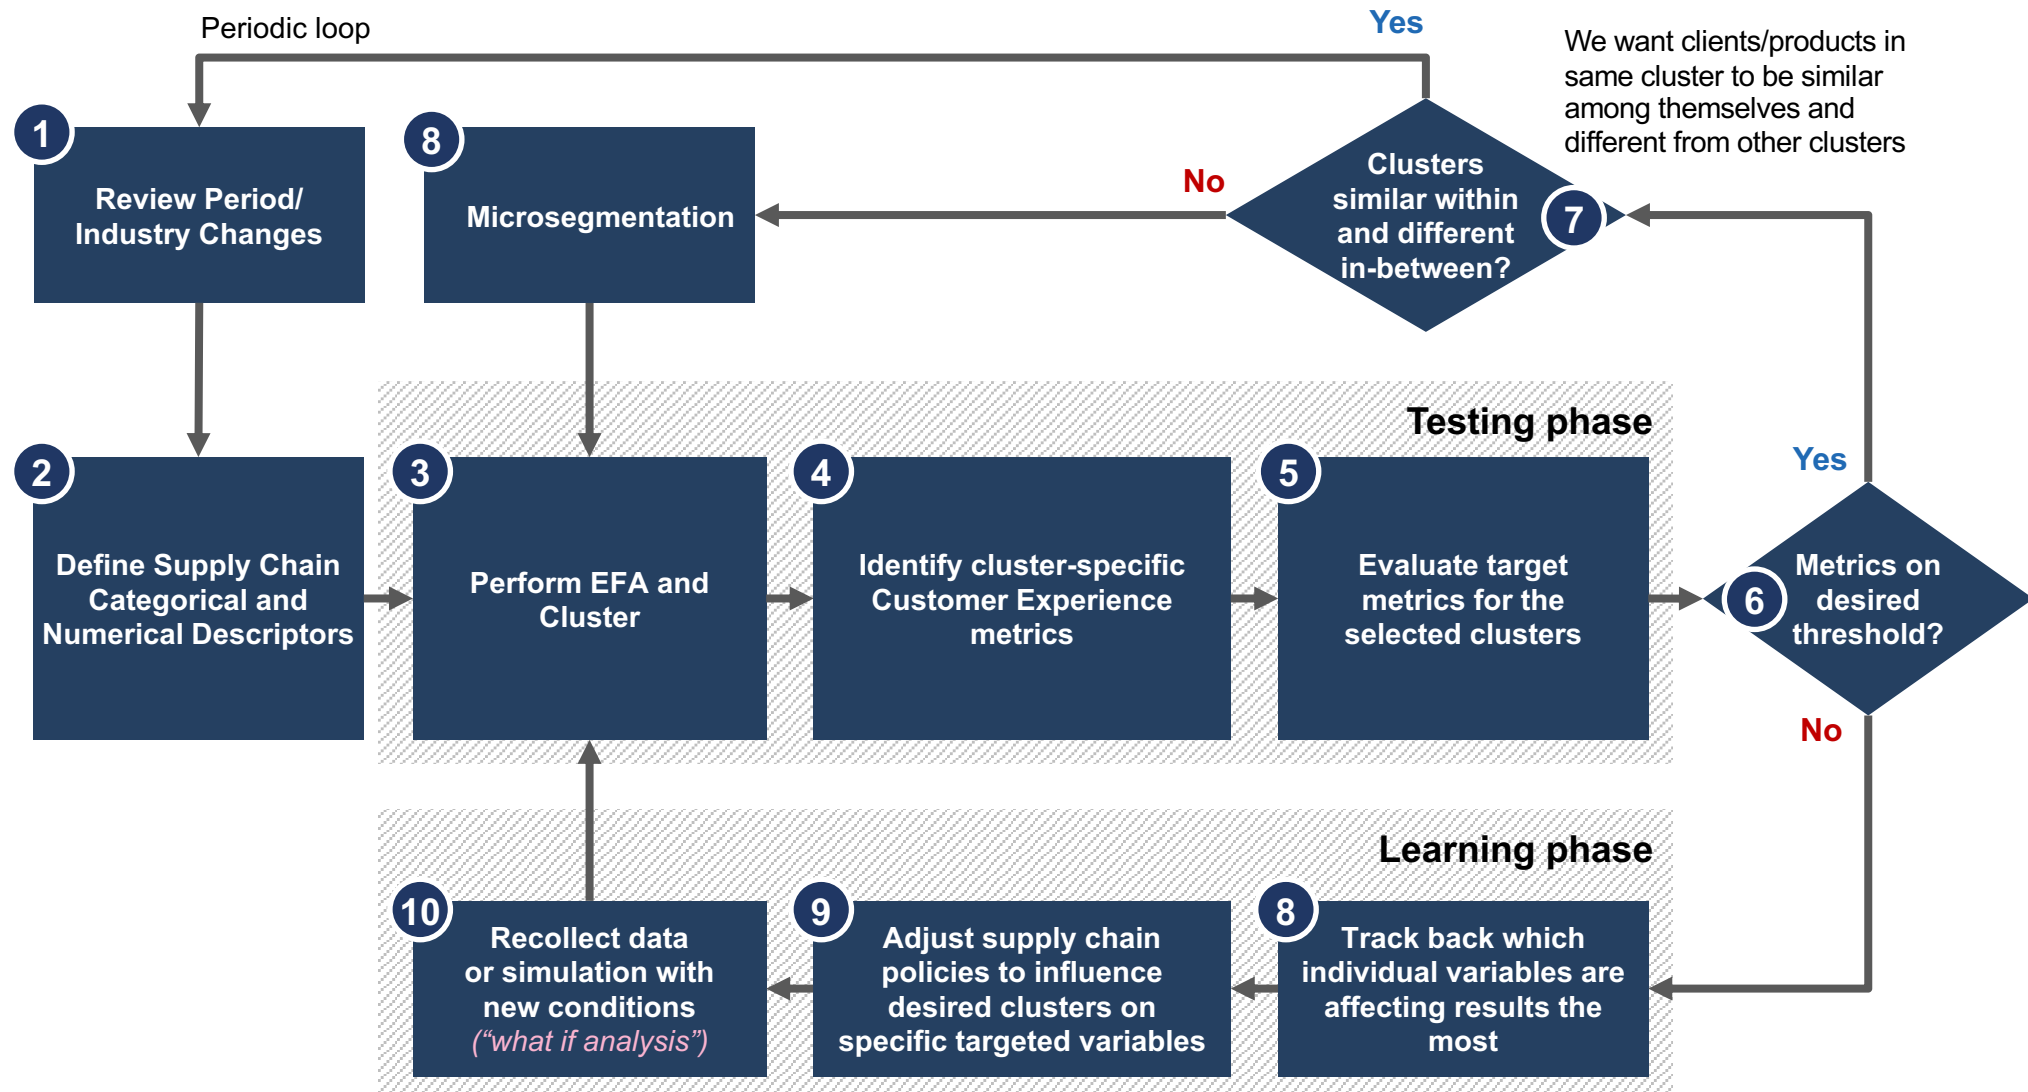 Periodic loop
Yes
We want clients/products in
same cluster to be similar
among themselves and
different from other clusters
1
Review Period/
Industry Changes
8
Microsegmentation
No
Clusters
similar within
and different
in-between?
7
Testing phase
2
Define Supply Chain
Categorical and
Numerical Descriptors
3
Perform EFA and
Cluster
4
Identify cluster-specific
Customer Experience
metrics
5
Evaluate target
metrics for the
selected clusters
Yes
6
Metrics on
desired
threshold?
No
Learning phase
10
Recollect data
or simulation with
new conditions
(“what if analysis”)
9
Adjust supply chain
policies to influence
desired clusters on
specific targeted variables
8
Track back which
individual variables are
affecting results the
most